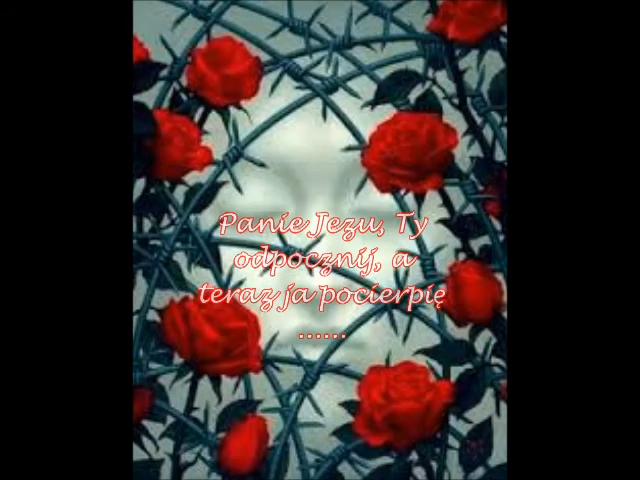 Panie Jezu, Ty
odpocznij, a
teraz ja pocierpię
......